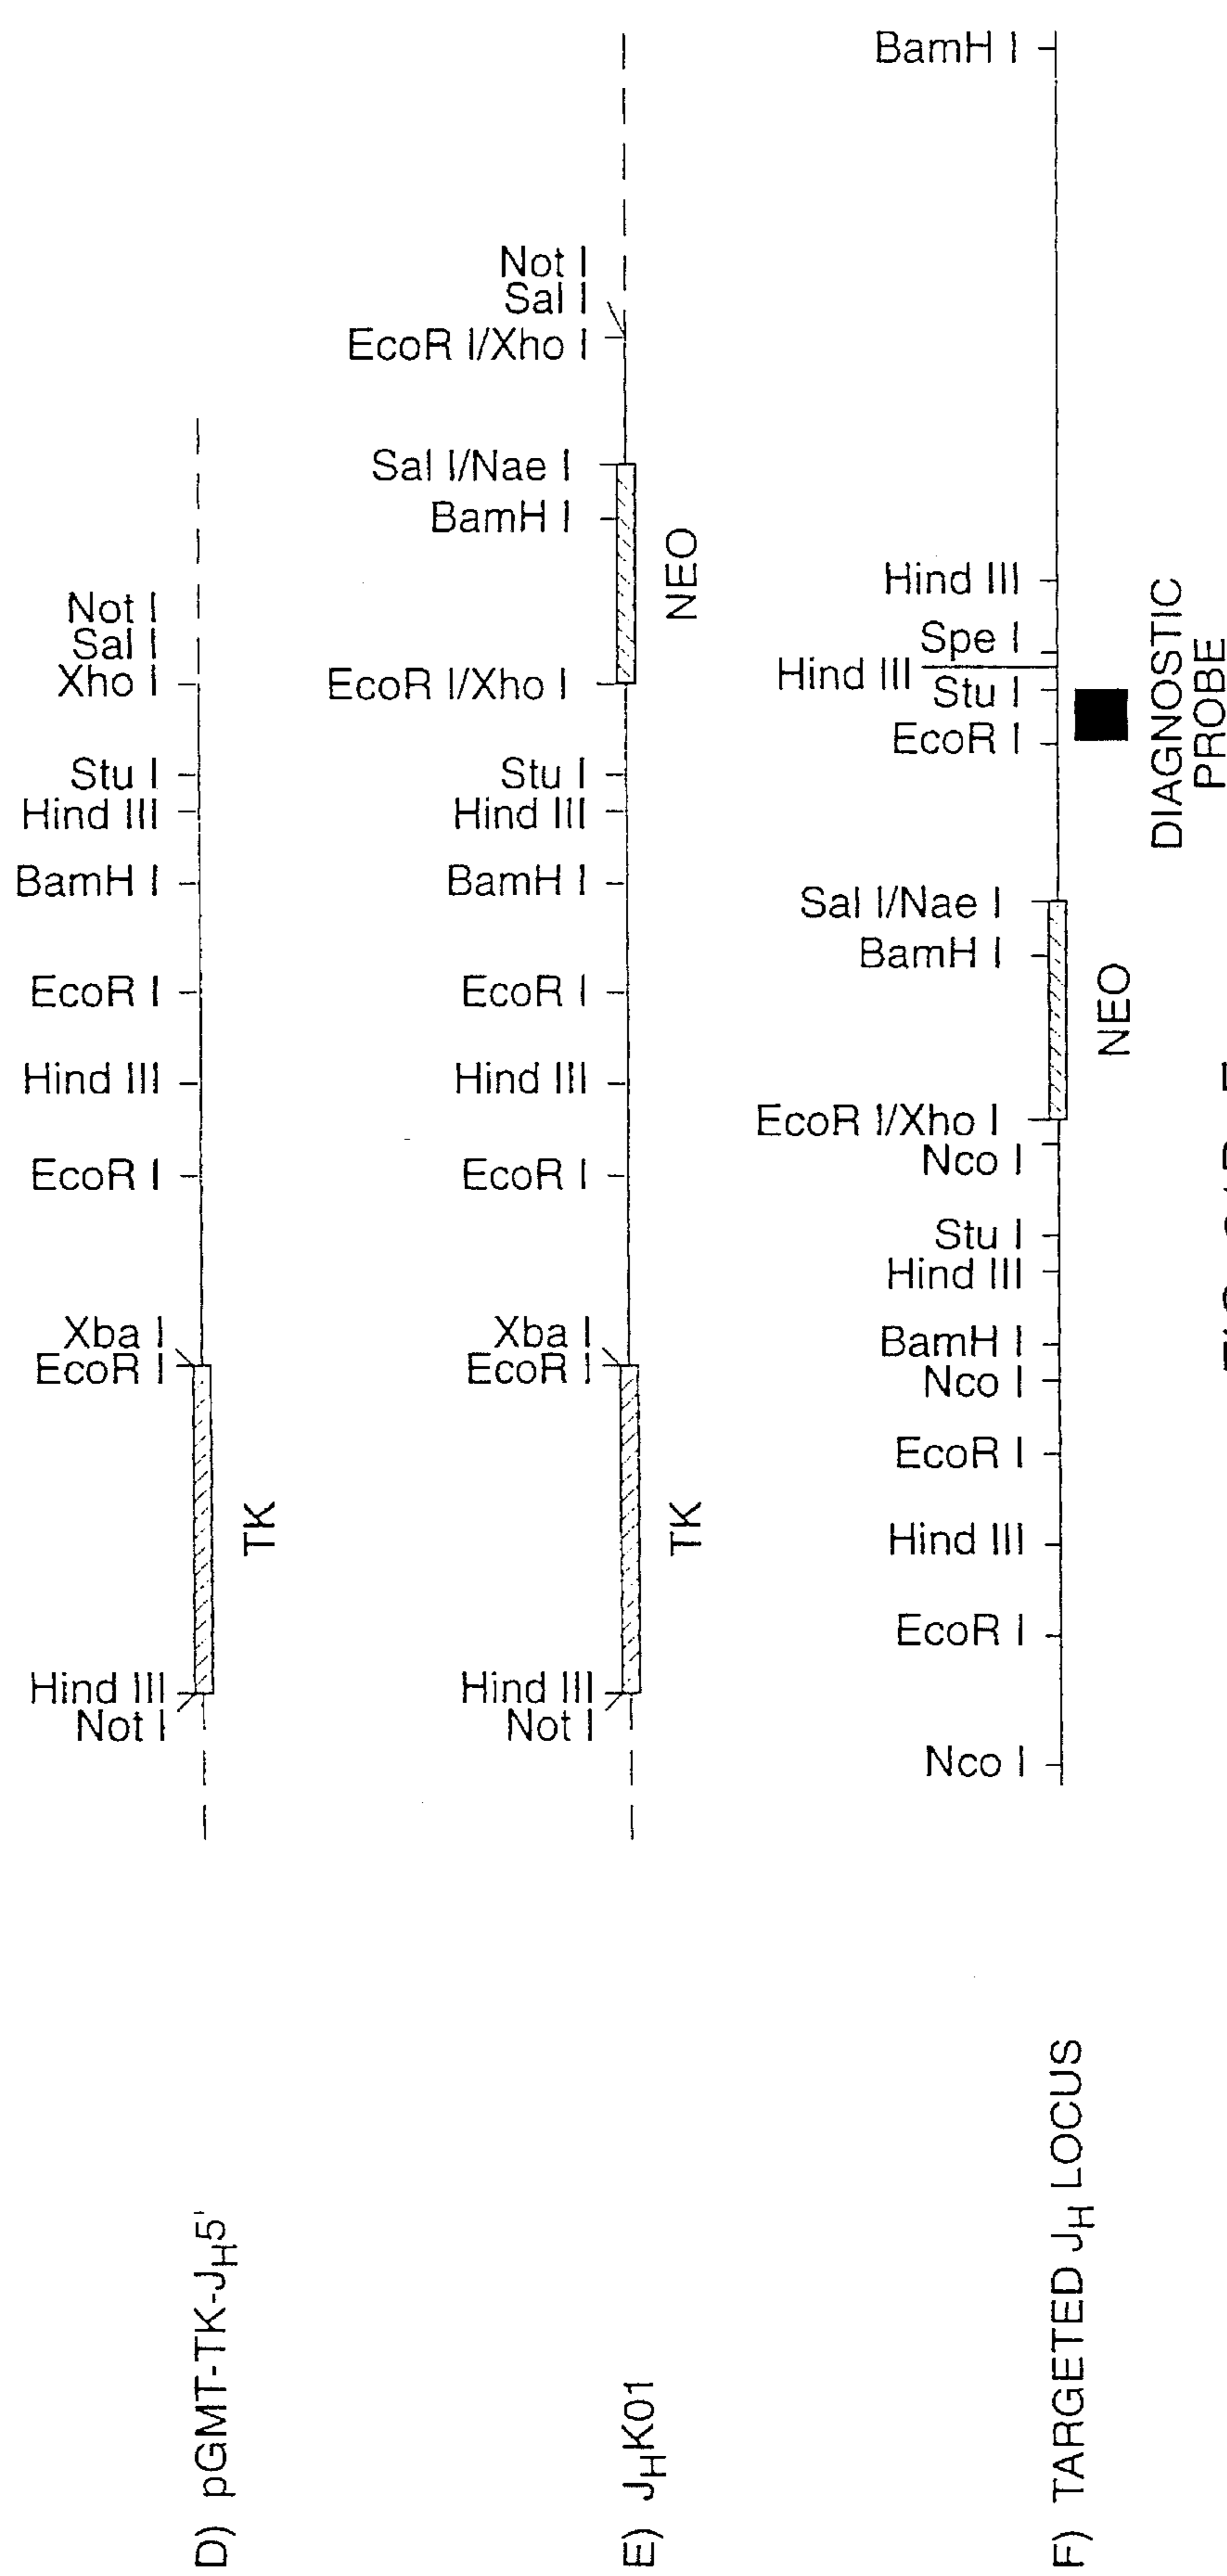 D) pGMT-TK-JH5'
Not I
Hind III
TK
EcoR I
Xba I
EcoR I
Hind III
EcoR I
BamH I
Hind III
Stu I
Xho I
Sal I
Not I
E) JHK01
Not I
Hind III
TK
EcoR I
Xba I
EcoR I
Hind III
EcoR I
BamH I
Hind III
Stu I
EcoR I/Xho I
NEO
BamH I
Sal I/Nae I
EcoR I/Xho I
Sal I
Not I
F) TARGETED JH LOCUS
Nco I
EcoR I
Hind III
EcoR I
Nco I
BamH I
Hind III
Stu I
Nco I
EcoR I/Xho I
NEO
BamH I
Sal I/Nae I
EcoR I
Stu I
Hind III
Spe I
Hind III
BamH I
DIAGNOSTIC
PROBE